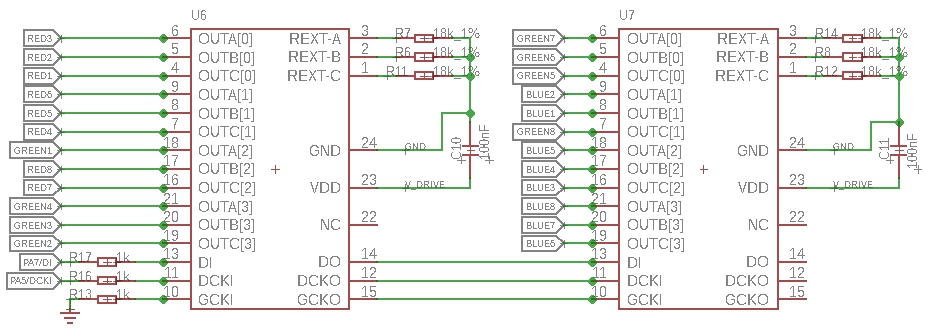 U6 U7
RED3 6 OUTA[0] REXT-A 3 R7 18k_1% GREEN7 6 OUTA[0] REXT-A 3 R14 18k_1%
RED2 5 OUTB[0] REXT-B 2 R6 18k_1% GREEN6 5 OUTB[0] REXT-B 2 R8 18k_1%
RED1 4 OUTC[0] REXT-C 1 R11 18k_1% GREEN5 4 OUTC[0] REXT-C 1 R12 18k_1%
RED6 9 OUTA[1] BLUE2 9 OUTA[1]
RED5 8 OUTB[1] BLUE1 8 OUTB[1]
RED4 7 OUTC[1] GREEN8 7 OUTC[1]
GREEN1 18 OUTA[2] GND 24 GND C10 100nF BLUE5 18 OUTA[2] GND 24 GND C11 100nF
RED8 17 OUTB[2] BLUE4 17 OUTB[2]
RED7 16 OUTC[2] VDD 23 V_DRIVE BLUE3 16 OUTC[2] VDD 23 V_DRIVE
GREEN4 21 OUTA[3] BLUE8 21 OUTA[3]
GREEN3 20 OUTB[3] NC 22 BLUE7 20 OUTB[3] NC 22
GREEN2 19 OUTC[3] BLUE6 19 OUTC[3]
PA7/DI R17 1k 13 DI DO 14 13 DI DO 14
PA5/DCKI R16 1k 11 DCKI DCKO 12 11 DCKI DCKO 12
R13 1k 10 GCKI GCKO 15 10 GCKI GCKO 15